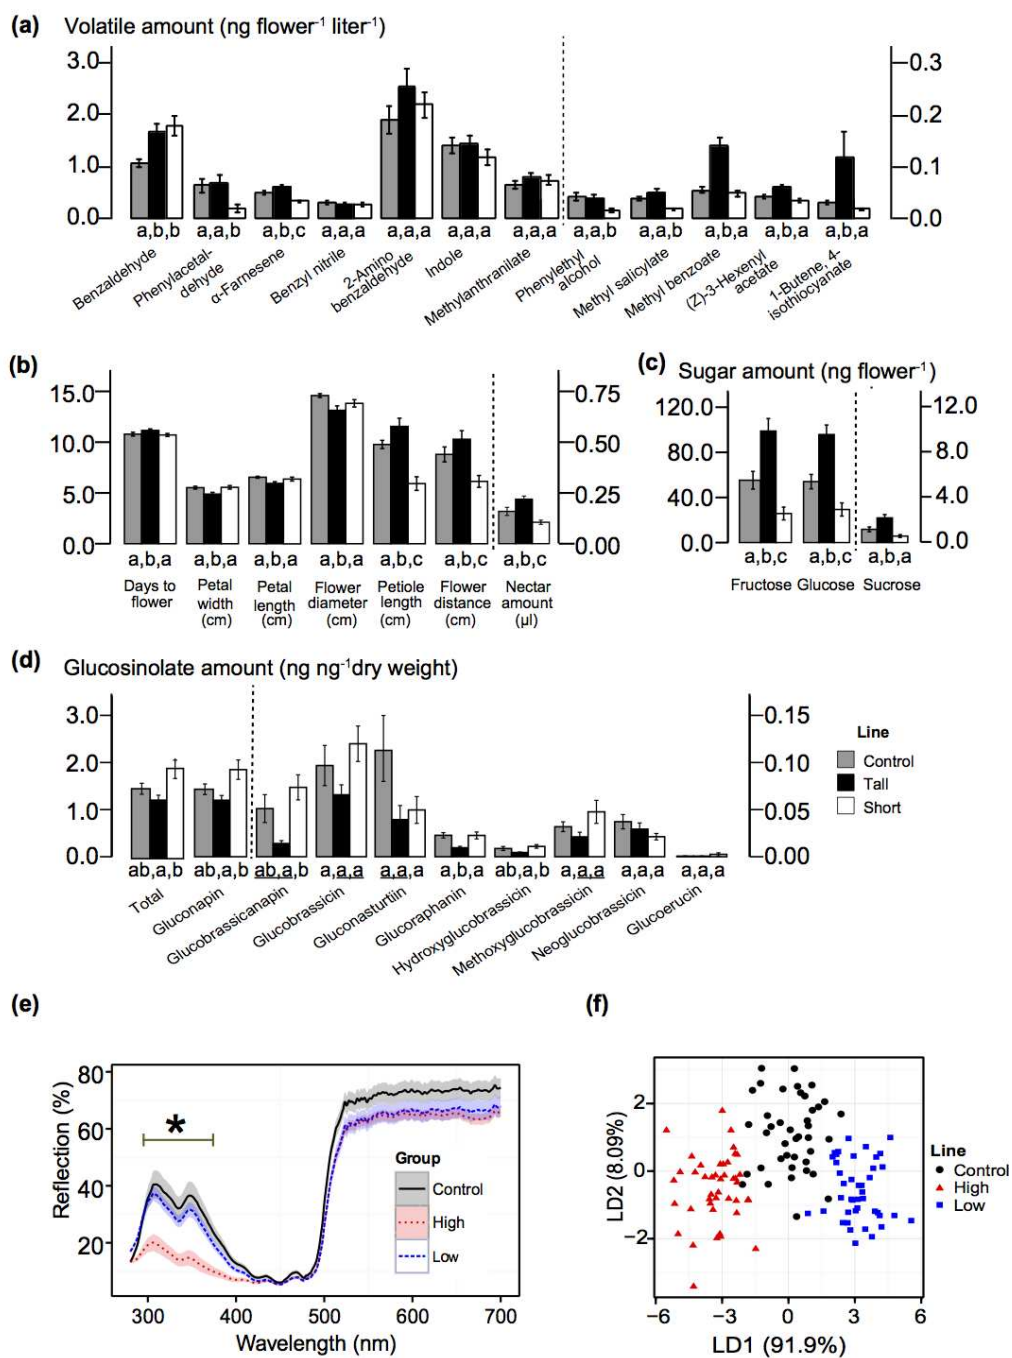 (a) Volatile amount (ng flower⁻¹ liter⁻¹)
3.0 0.3
2.0 0.2
1.0 0.1
0.0 0.0
a,b,b a,a,b a,b,c a,a,a a,a,a a,a,a a,a,a a,a,b a,a,b a,b,a a,b,a a,b,a
Benzaldehyde
Phenylacetal-
dehyde
α-Farnesene
Benzyl nitrile
2-Amino
benzaldehyde
Indole
Methylanthranilate
Phenylethyl
alcohol
Methyl salicylate
Methyl benzoate
(Z)-3-Hexenyl
acetate
1-Butene, 4-
isothiocyanate
(b)
15.0 0.75
10.0 0.50
5.0 0.25
0.0 0.00
a,b,a a,b,a a,b,a a,b,a a,b,c a,b,c a,b,c
Days to
flower
Petal
width
(cm)
Petal
length
(cm)
Flower
diameter
(cm)
Petiole
length
(cm)
Flower
distance
(cm)
Nectar
amount
(µl)
(c) Sugar amount (ng flower⁻¹)
120.0 12.0
80.0 8.0
40.0 4.0
0.0 0.0
a,b,c a,b,c a,b,a
Fructose Glucose Sucrose
(d) Glucosinolate amount (ng ng⁻¹dry weight)
3.0 0.15
2.0 0.10
1.0 0.05
0.0 0.00
ab,a,b ab,a,b ab,a,b a,a,a a,a,a a,b,a ab,a,b a,a,a a,a,a a,a,a
Total
Gluconapin
Glucobrassicanapin
Glucobrassicin
Gluconasturtiin
Glucoraphanin
Hydroxyglucobrassicin
Methoxyglucobrassicin
Neoglucobrassicin
Glucoerucin
Line
Control
Tall
Short
(e)
80
60
40
20
Reflection (%)
*
Group
Control
High
Low
300 400 500 600 700
Wavelength (nm)
(f)
2
0
−2
LD2 (8.09%)
−6 −3 0 3 6
LD1 (91.9%)
Line
Control
High
Low